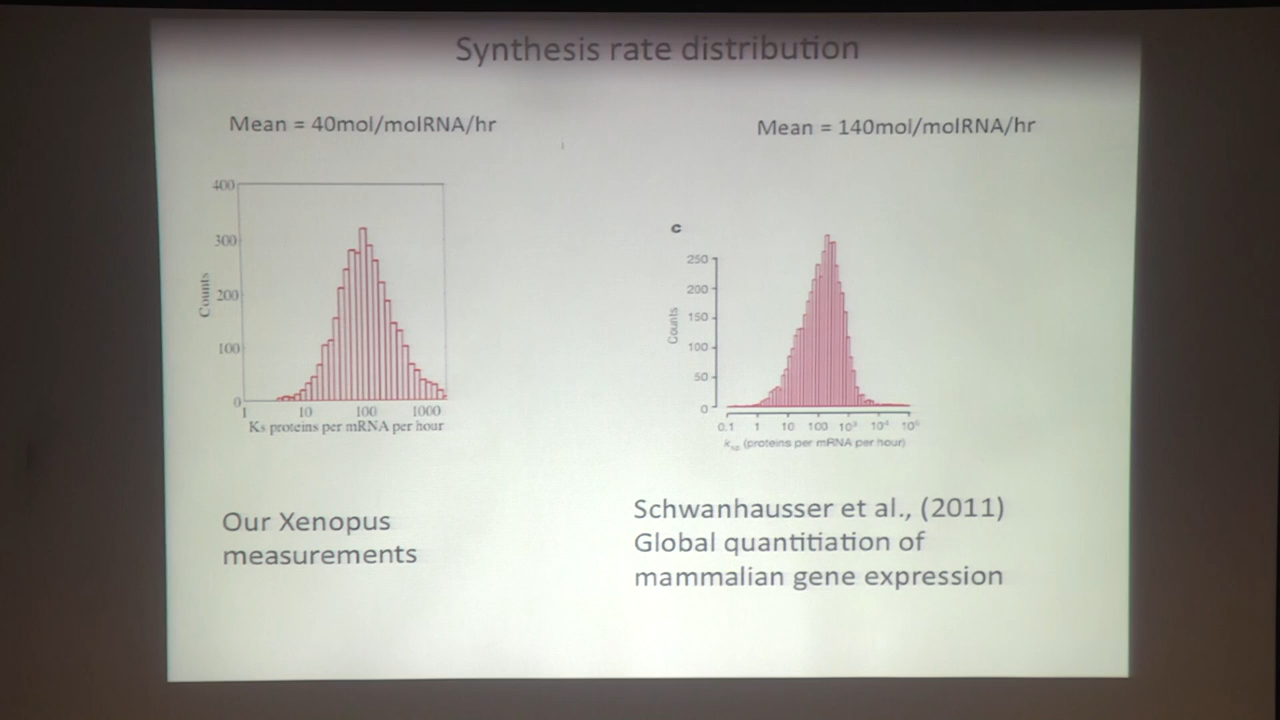 Synthesis rate distribution
Mean = 40mol/molRNA/hr
400
300
200
100
0
Counts
1 10 100 1000
Ks proteins per mRNA per hour
Our Xenopus
measurements
Mean = 140mol/molRNA/hr
c
250
200
150
100
50
0
Counts
0.1 1 10 100 10³ 10⁴ 10⁵
(proteins per mRNA per hour)
Schwanhausser et al., (2011)
Global quantitiation of
mammalian gene expression